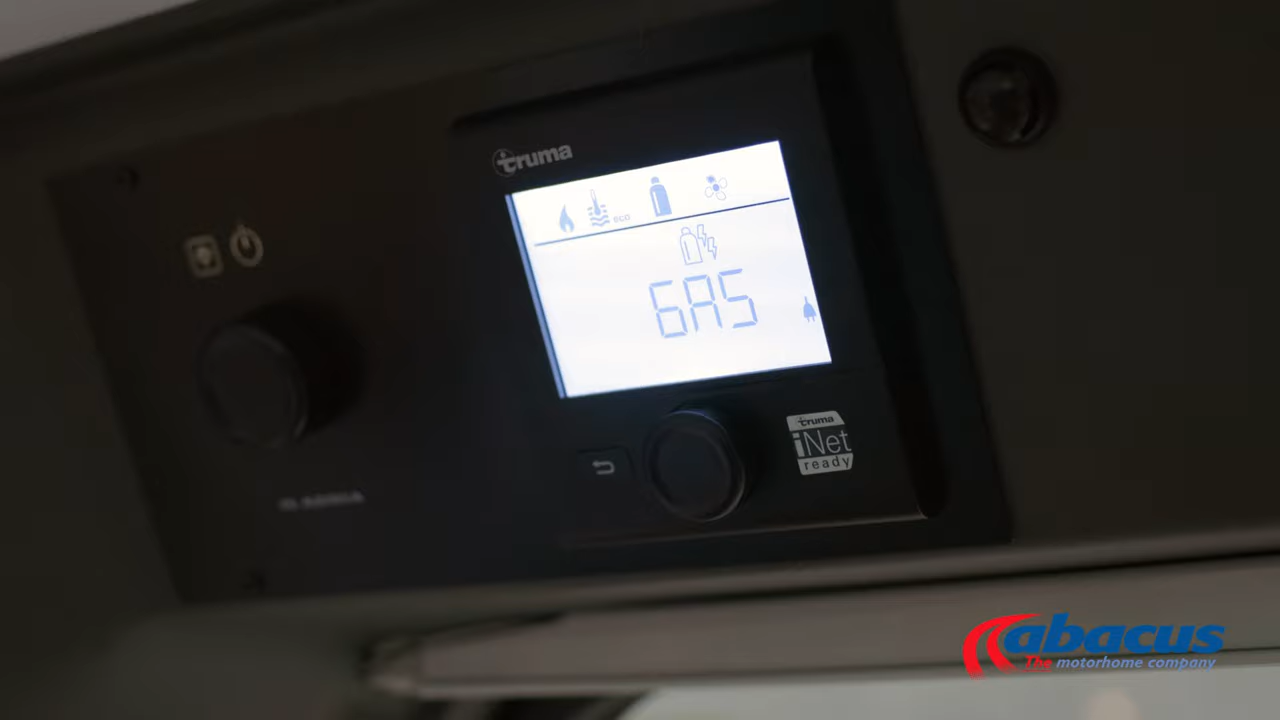 truma
eco
GAS
truma
iNet
ready
abacus
The motorhome company